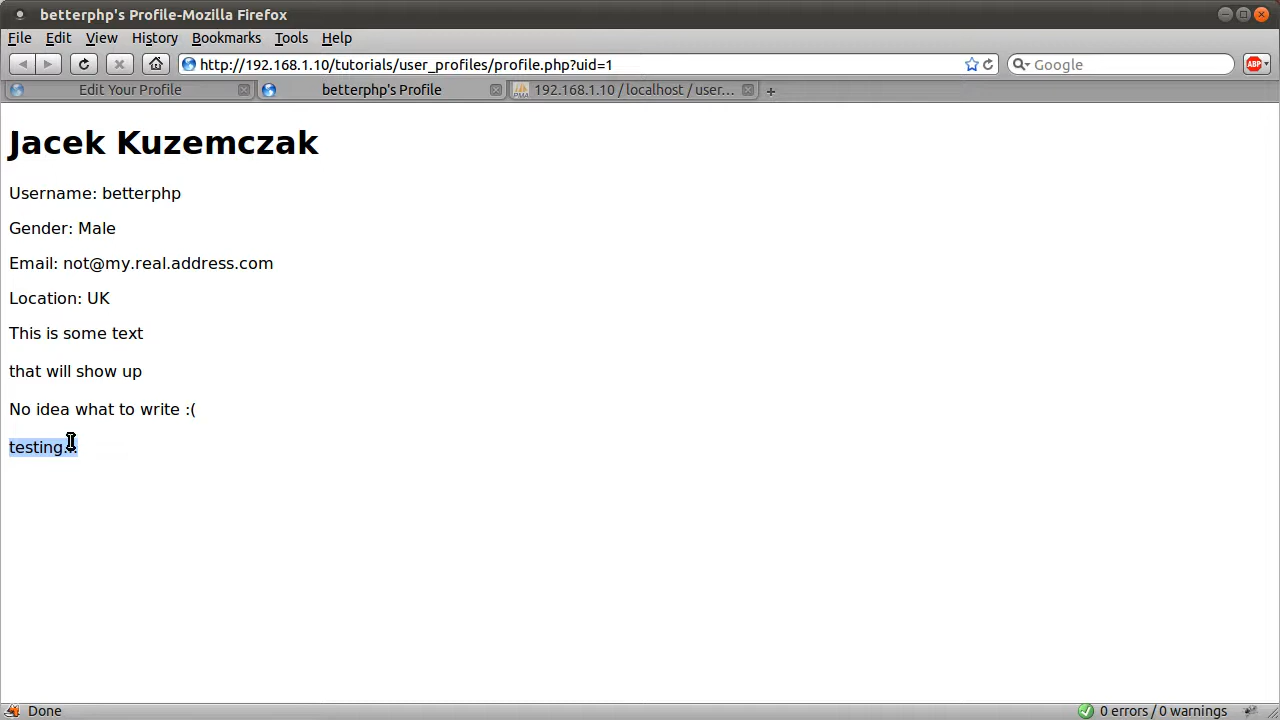 betterphp's Profile-Mozilla Firefox
File Edit View History Bookmarks Tools Help
http://192.168.1.10/tutorials/user_profiles/profile.php?uid=1 Google ABP
Edit Your Profile betterphp's Profile PMA 192.168.1.10 / localhost / user... +
Jacek Kuzemczak
Username: betterphp
Gender: Male
Email: not@my.real.address.com
Location: UK
This is some text
that will show up
No idea what to write :(
testing...
Done 0 errors / 0 warnings